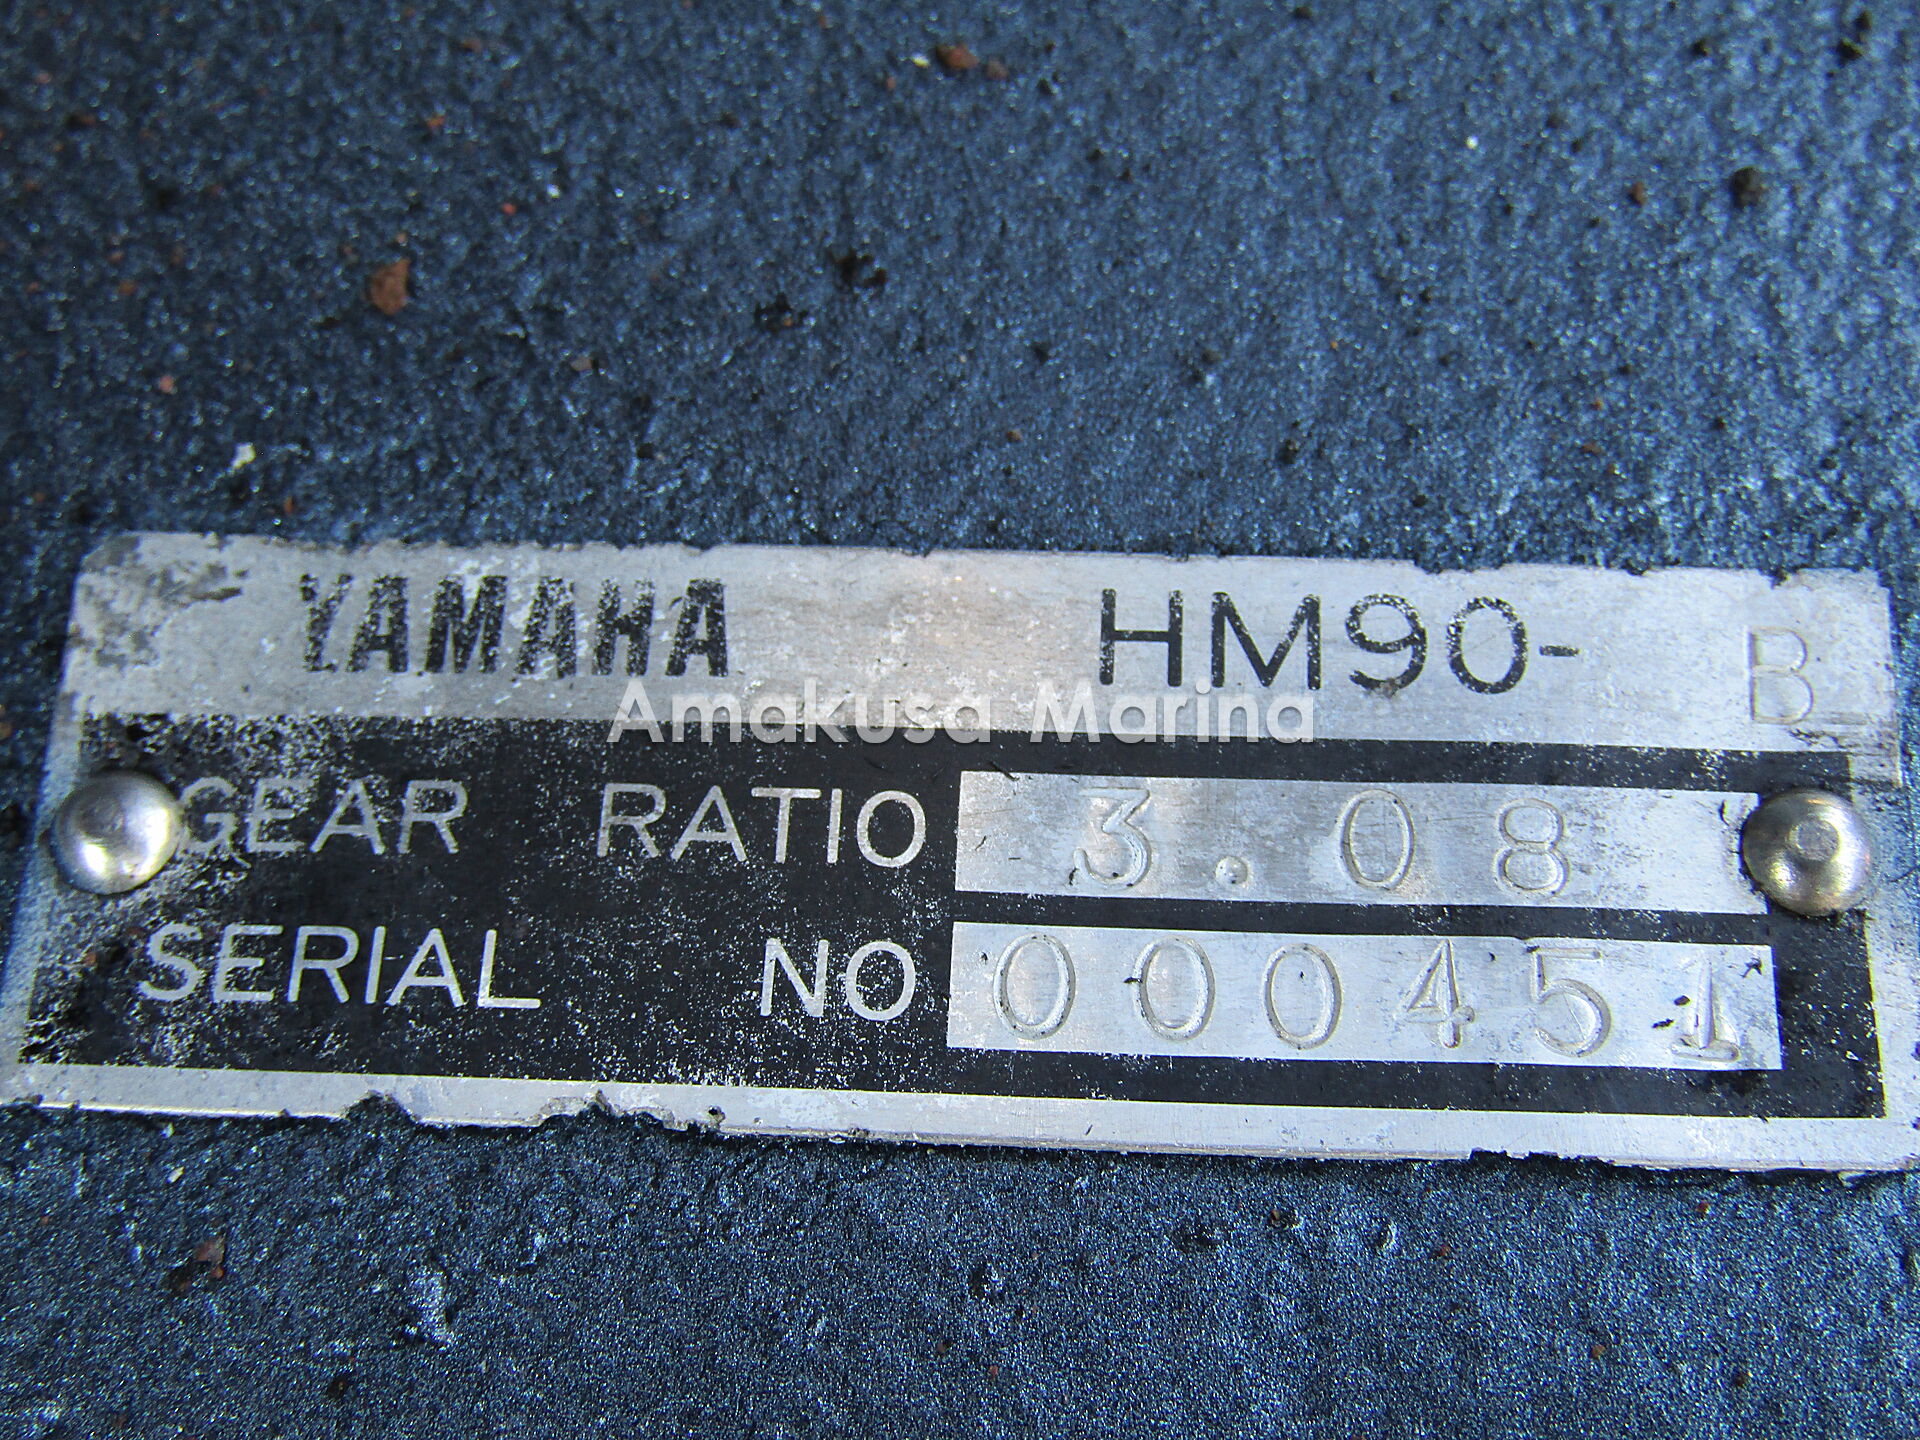 YAMAHA HM90- B
Amakusa Marina
GEAR RATIO 3.08
SERIAL NO 000451